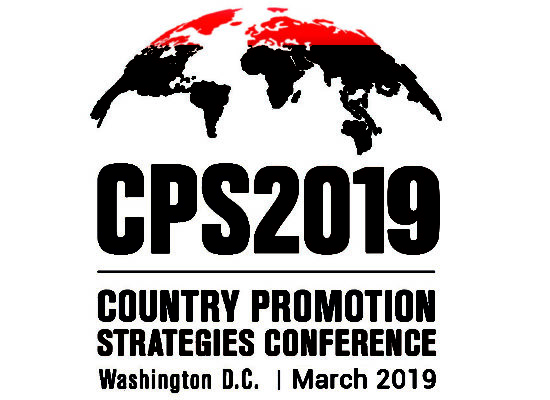 CPS2019
COUNTRY PROMOTION
STRATEGIES CONFERENCE
Washington D.C. | March 2019